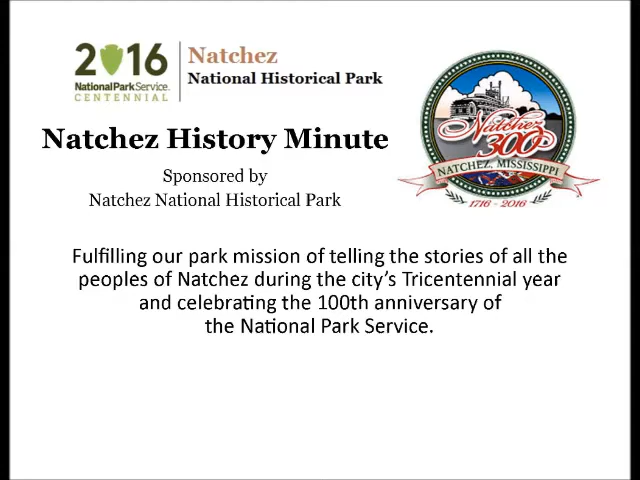 2016
National Park Service.
CENTENNIAL
Natchez
National Historical Park
Natchez History Minute
Sponsored by
Natchez National Historical Park
Natchez
300
NATCHEZ, MISSISSIPPI
1716 - 2016
Fulfilling our park mission of telling the stories of all the
peoples of Natchez during the city's Tricentennial year
and celebrating the 100th anniversary of
the National Park Service.